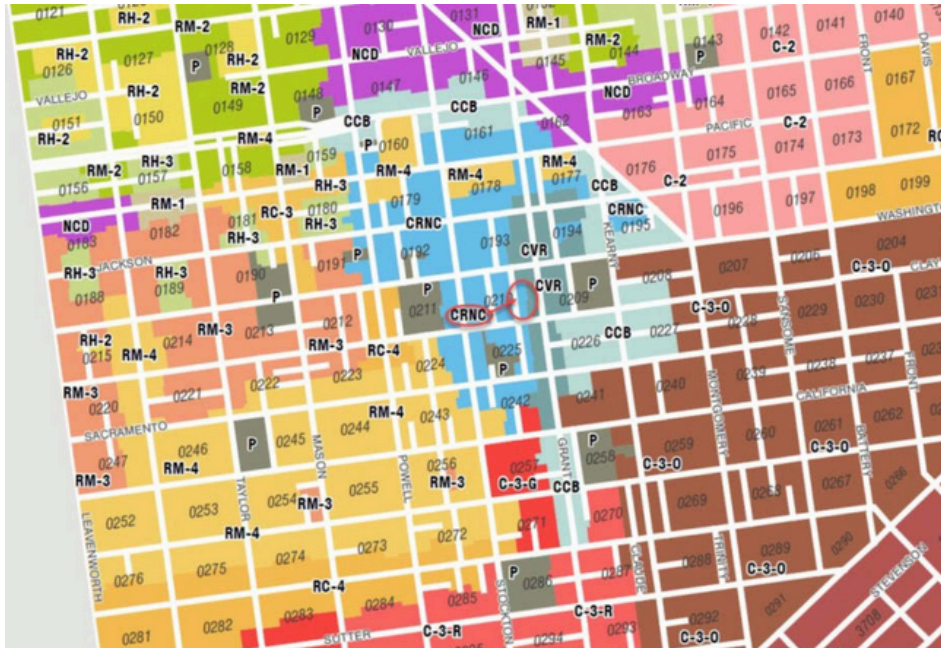 0121
RM-2
0129
0130
0131
RM-1
0143
C-2
0141
0140
RH-2
0128
NCD
0142
FRONT
DAVIS
0126
0127
RH-2
VALLEJO
NCD
RM-2
0144
P
0145
0166
0167
VALLEJO
RH-2
RM-2
0147
0146
BROADWAY
0165
0149
0148
NCD
0164
0151
0150
P
CCB
0163
0172
RH-2
RM-4
CCB
0162
PACIFIC
C-2
0173
0161
0174
RM-2
RH-3
0159
P
0160
0175
0156
0157
0158
RM-1
RM-4
RM-4
RM-4
0176
RH-3
0178
0177
C-2
0199
RM-1
0179
CCB
0198
RC-3
0180
CRNC
0197
NCD
0181
RH-3
CRNC
0195
0196
WASHINGTON
0183
0182
RH-3
0194
KEARNY
0193
JACKSON
0192
CVR
0204
RH-3
RH-3
0191
P
0206
0190
0207
C-3-O
0208
0188
0189
P
P
CVR
P
0209
0230
0211
SANSOME
0229
RH-2
RM-3
0212
CRNC
C-3-O
0215
0214
0213
CCB
0227
0228
RM-4
RM-3
RC-4
0226
0225
0224
P
0238
0237
FRONT
RM-3
0222
0223
MONTGOMERY
0220
0221
0240
CALIFORNIA
0242
0241
0262
RM-4
0243
0261
SACRAMENTO
0244
P
GRANT
0260
BATTERY
0246
P
0245
MASON
0259
0247
0256
0257
0258
C-3-O
RM-3
RM-4
POWELL
RM-3
C-3-O
0266
TAYLOR
0255
C-3-G
CCB
0267
0254
0268
0253
RM-3
0269
0252
0270
LEAVENWORTH
0272
0271
RM-4
0273
TRINITY
0290
0274
CLAUDE
0289
0275
P
0288
0276
0287
C-3-O
STEVENSON
RC-4
0286
0285
STOCKTON
0291
0284
0283
C-3-R
0292
3708
0282
0281
SUTTER
C-3-R
0294
0293
C-3-O